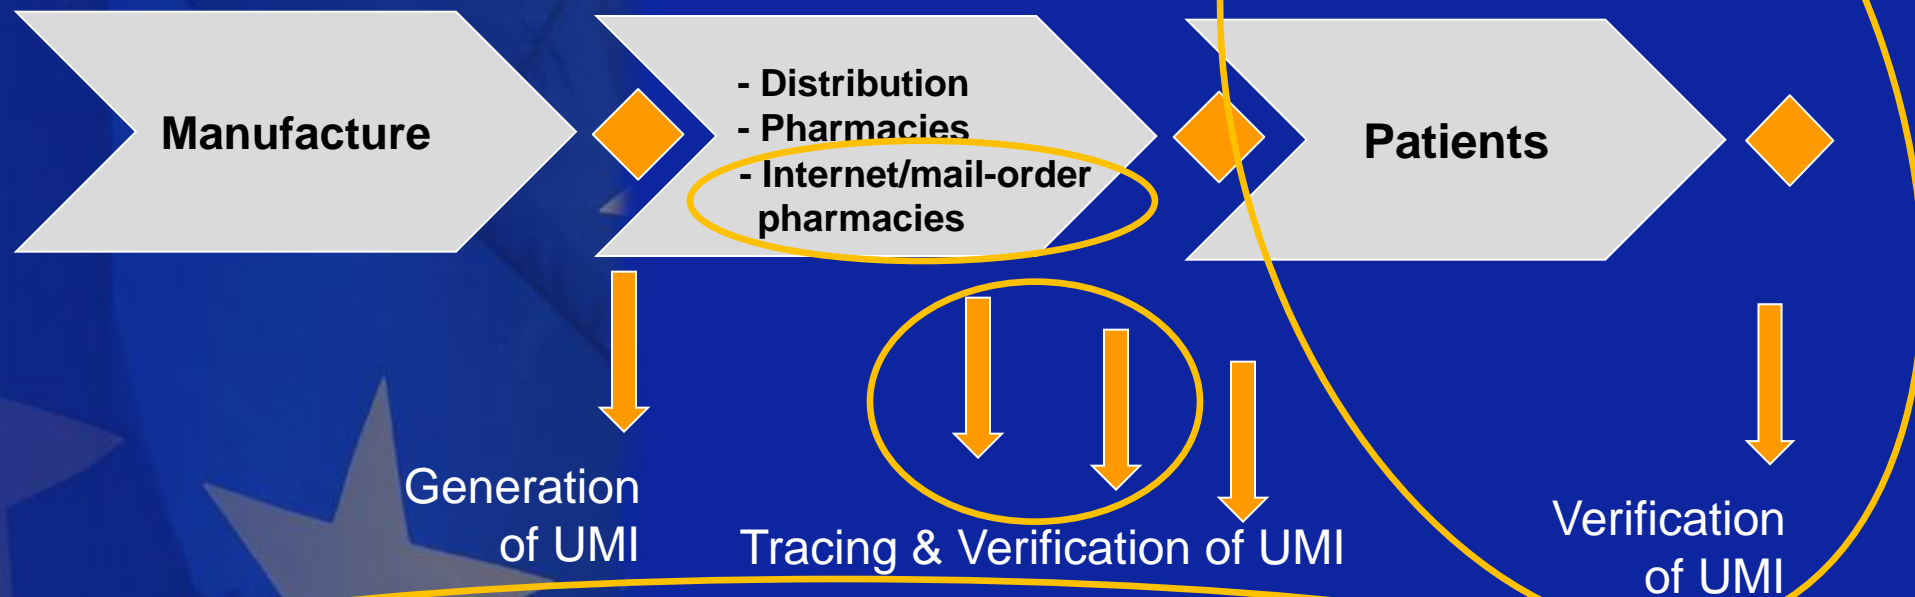 Manufacture
- Distribution
- Pharmacies
- Internet/mail-order
pharmacies
Patients
Generation
of UMI
Tracing & Verification of UMI
Verification
of UMI